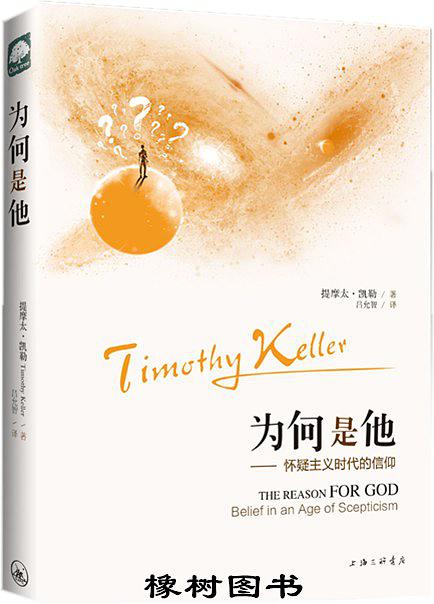 Oak tree
为何是他
提摩太·凯勒 Timothy Keller / 著
吕允智 / 译
? ? ? ? ? ?
提摩太·凯勒 / 著
吕允智 / 译
Timothy Keller
为何是他
—— 怀疑主义时代的信仰
THE REASON FOR GOD
Belief in an Age of Scepticism
上海三联书店
橡树图书